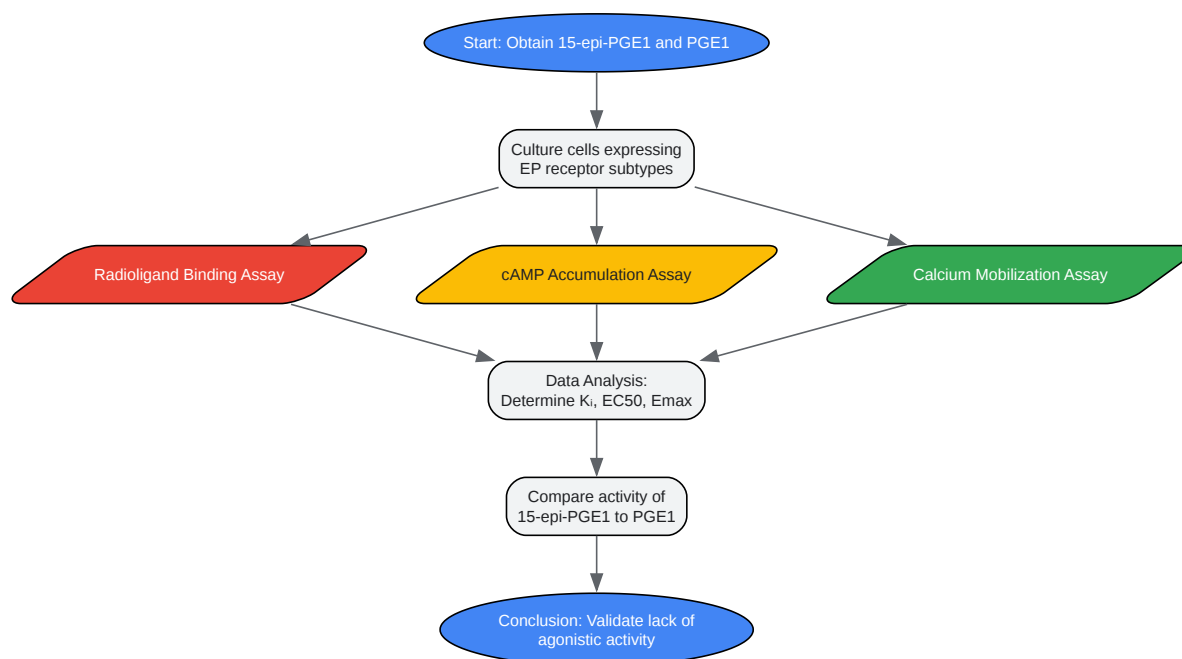 Start: Obtain 15-epi-PGE1 and PGE1
Culture cells expressing
EP receptor subtypes
Radioligand Binding Assay
cAMP Accumulation Assay
Calcium Mobilization Assay
Data Analysis:
Determine Kᵢ, EC50, Emax
Compare activity of
15-epi-PGE1 to PGE1
Conclusion: Validate lack of
agonistic activity